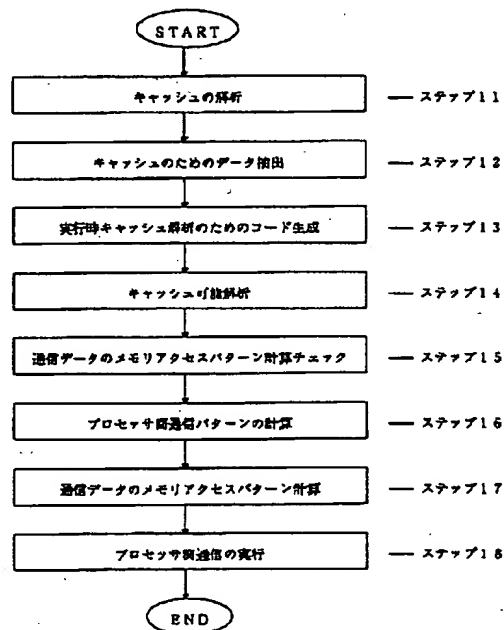 START
キャッシュの解析 ― ステップ11
キャッシュのためのデータ抽出 ― ステップ12
実行時キャッシュ解析のためのコード生成 ― ステップ13
キャッシュ可能解析 ― ステップ14
通信データのメモリアクセスパターン計算チェック ― ステップ15
プロセッサ間通信パターンの計算 ― ステップ16
通信データのメモリアクセスパターン計算 ― ステップ17
プロセッサ間通信の実行 ― ステップ18
END